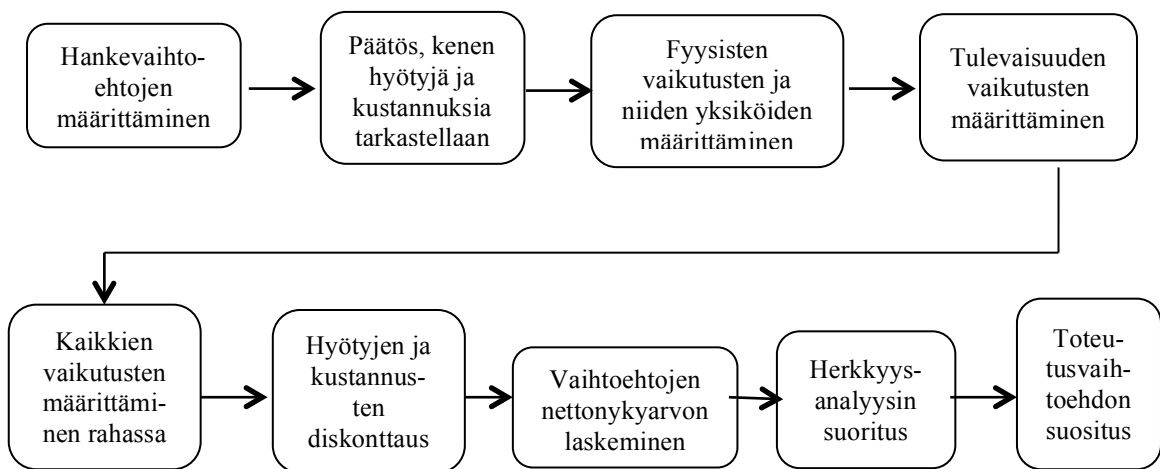 Hankevaihto-
ehtojen
määrittäminen
Päätös, kenen
hyötyjä ja
kustannuksia
tarkastellaan
Fyysisten
vaikutusten ja
niiden yksiköiden
määrittäminen
Tulevaisuuden
vaikutusten
määrittäminen
Kaikkien
vaikutusten
määrittämi-
nen rahassa
Hyötyjen ja
kustannus-
ten
diskonttaus
Vaihtoehtojen
nettonykyarvon
laskeminen
Herkkyys-
analyysin
suoritus
Toteu-
tusvaih-
toehdon
suositus